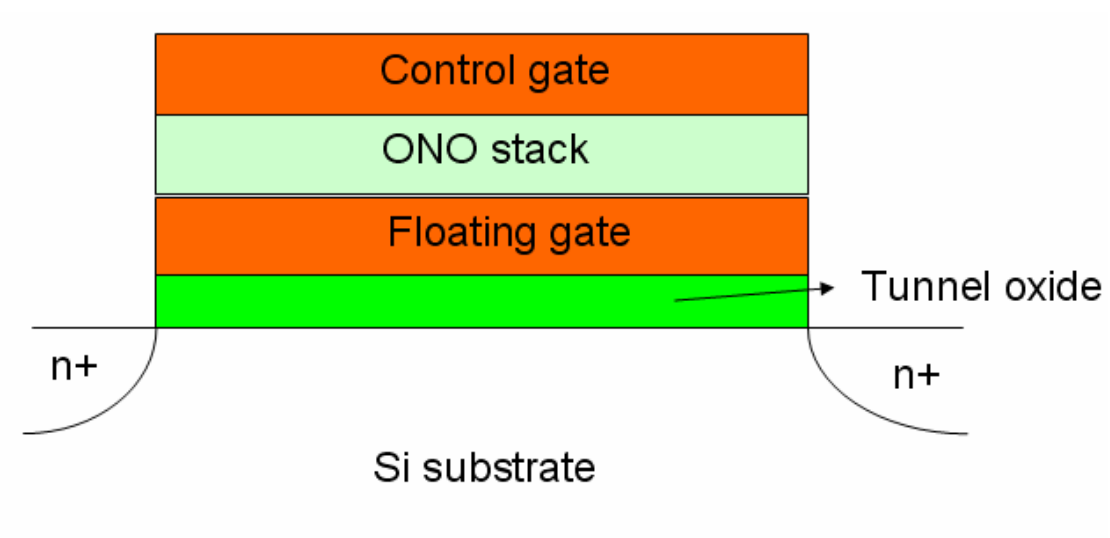 Control gate
ONO stack
Floating gate
Tunnel oxide
n+
n+
Si substrate